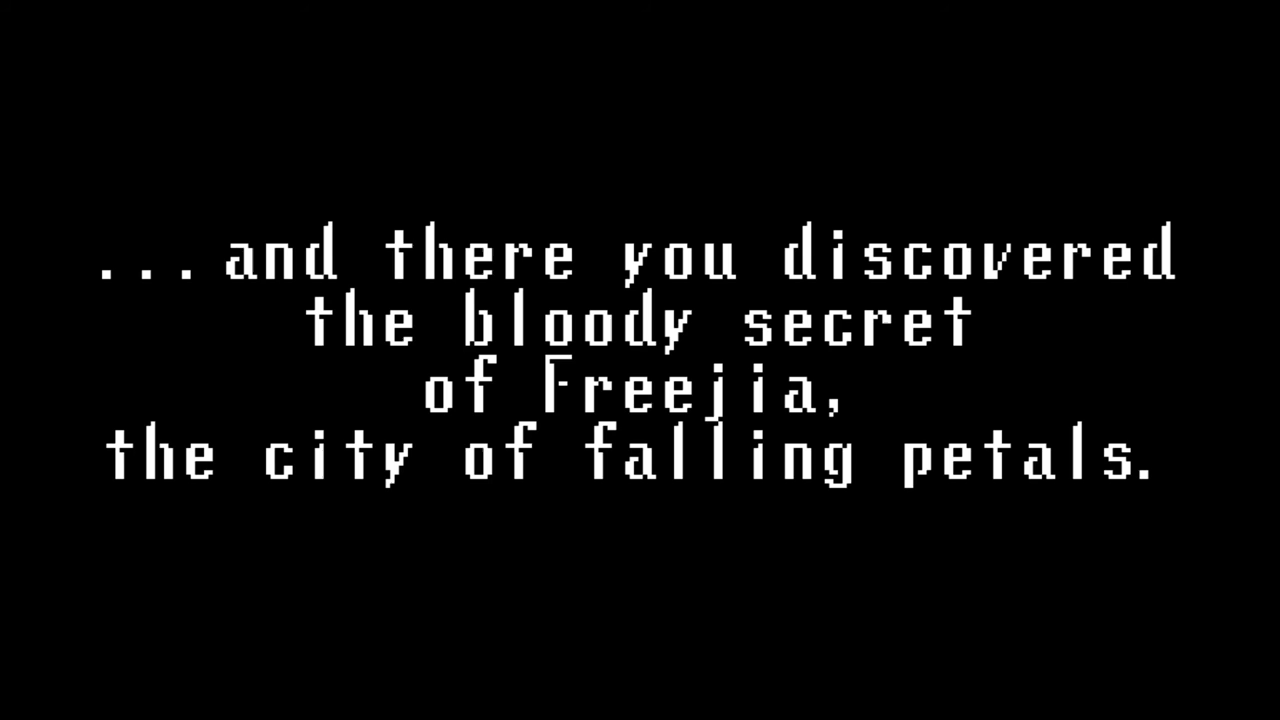 ...and there you discovered
the bloody secret
of Freejia,
the city of falling petals.